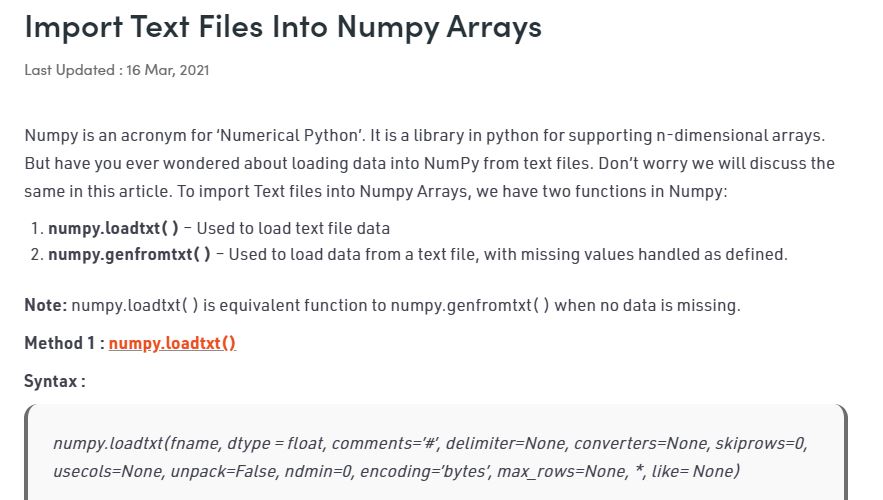 Import Text Files Into Numpy Arrays
Last Updated : 16 Mar, 2021
Numpy is an acronym for ‘Numerical Python’. It is a library in python for supporting n-dimensional arrays.
But have you ever wondered about loading data into NumPy from text files. Don’t worry we will discuss the
same in this article. To import Text files into Numpy Arrays, we have two functions in Numpy:
1. numpy.loadtxt( ) – Used to load text file data
2. numpy.genfromtxt( ) – Used to load data from a text file, with missing values handled as defined.
Note: numpy.loadtxt( ) is equivalent function to numpy.genfromtxt( ) when no data is missing.
Method 1 : numpy.loadtxt()
Syntax :
numpy.loadtxt(fname, dtype = float, comments=’#’, delimiter=None, converters=None, skiprows=0,
usecols=None, unpack=False, ndmin=0, encoding=’bytes’, max_rows=None, *, like= None)